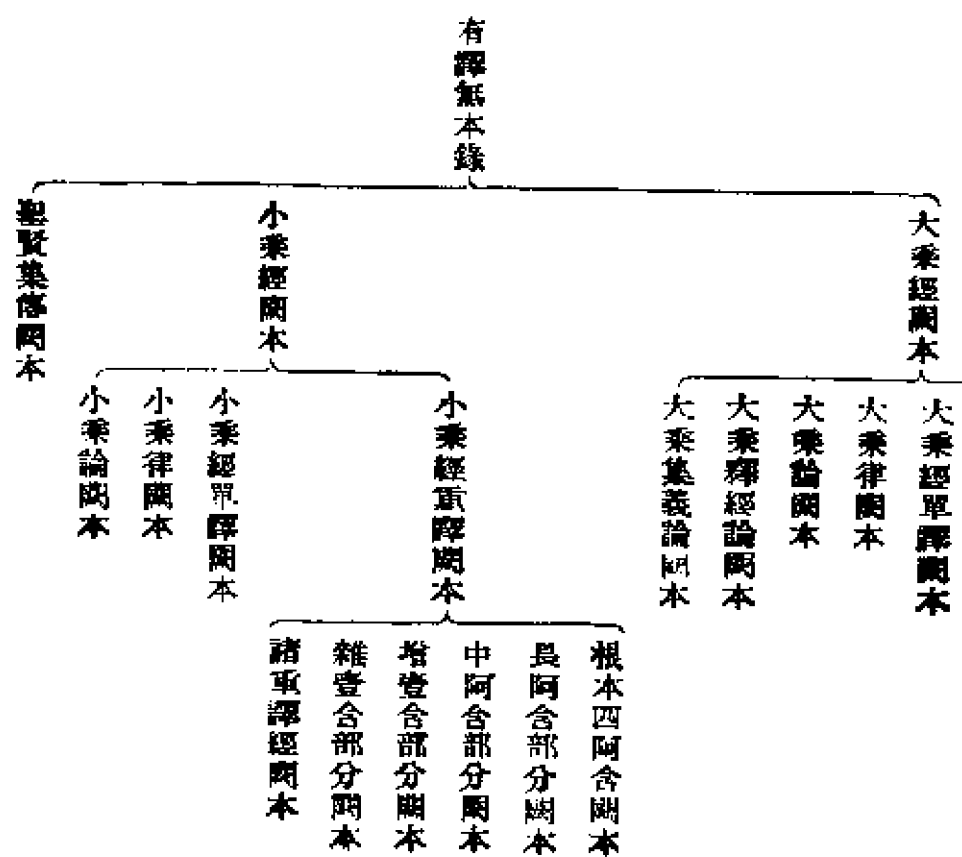 有譯無本錄
大乘經闕本
小乘經闕本
聖賢集傳闕本
大乘經單譯闕本
大乘律闕本
大乘論闕本
大乘釋經論闕本
大乘集義論闕本
小乘經重譯闕本
小乘經單譯闕本
小乘律闕本
小乘論闕本
根本四阿含闕本
長阿含部分闕本
中阿含部分闕本
增壹含部分闕本
雜壹含部分闕本
諸重譯經闕本